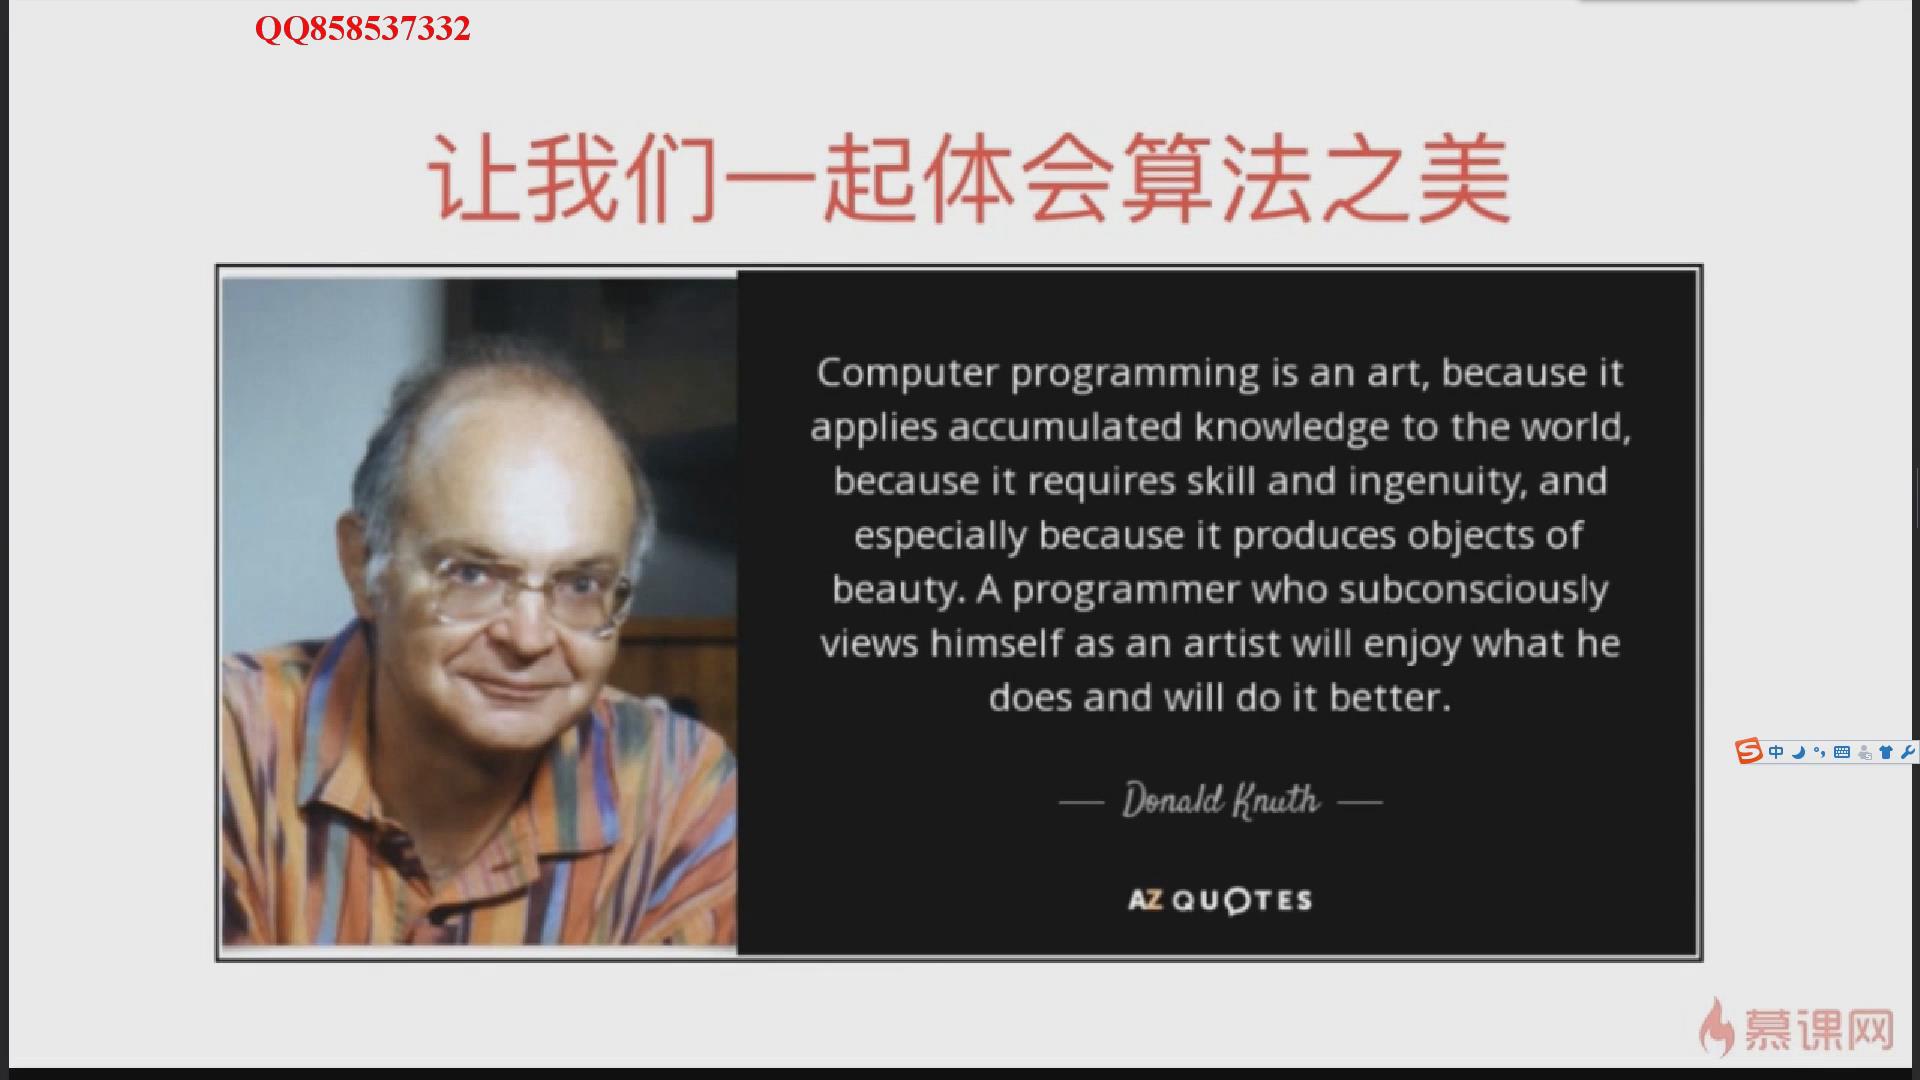 QQ858537332
让我们一起体会算法之美
Computer programming is an art, because it
applies accumulated knowledge to the world,
because it requires skill and ingenuity, and
especially because it produces objects of
beauty. A programmer who subconsciously
views himself as an artist will enjoy what he
does and will do it better.
Donald Knuth
AZ QUOTES
S 中
慕课网